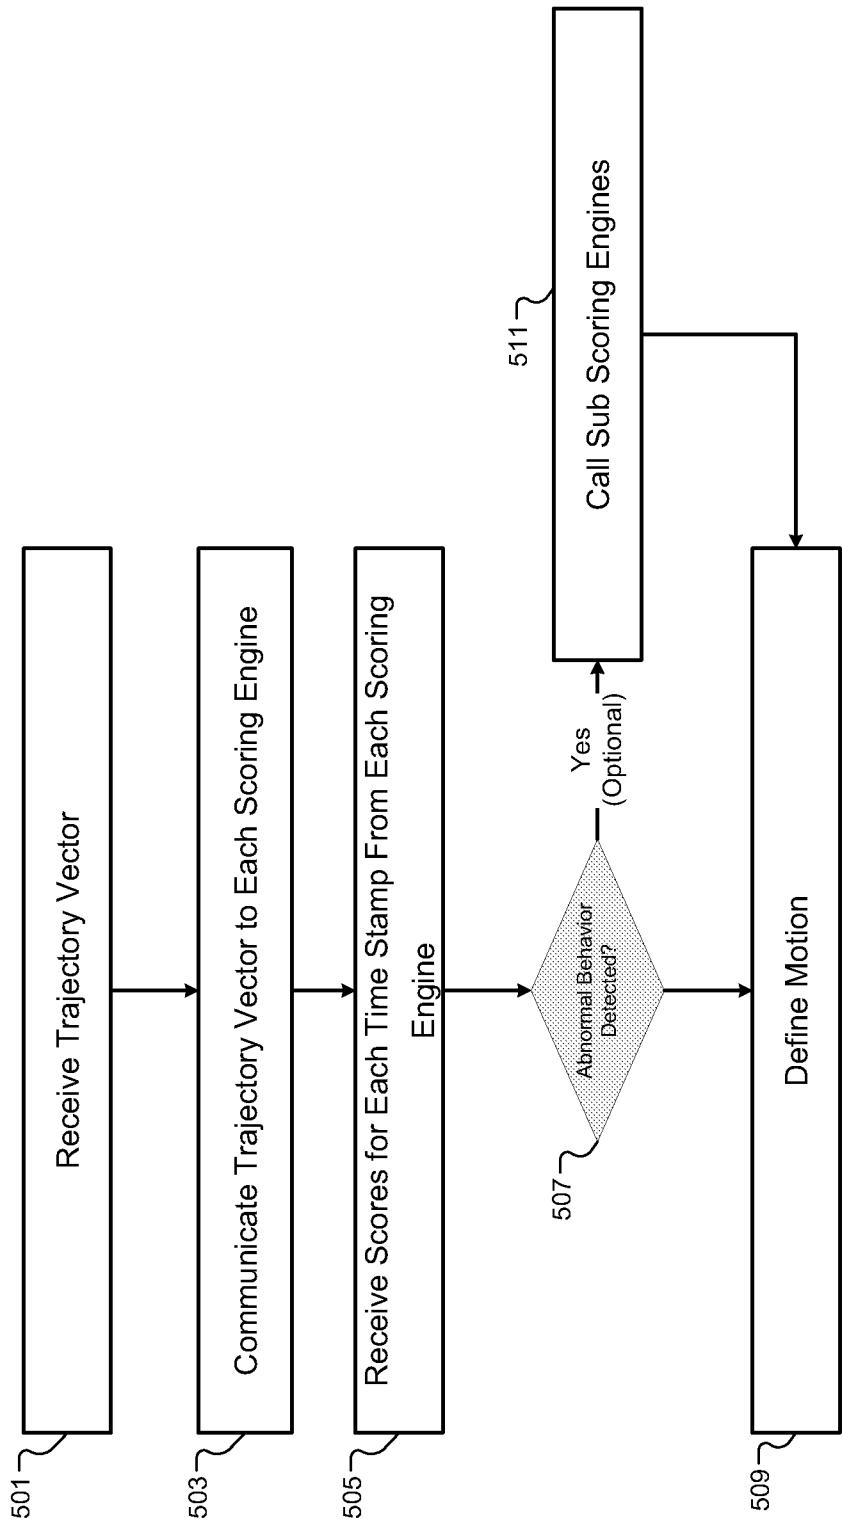 501
Receive Trajectory Vector
503
Communicate Trajectory Vector to Each Scoring Engine
505
Receive Scores for Each Time Stamp From Each Scoring
Engine
507
Abnormal Behavior
Detected?
Yes
(Optional)
511
Call Sub Scoring Engines
509
Define Motion